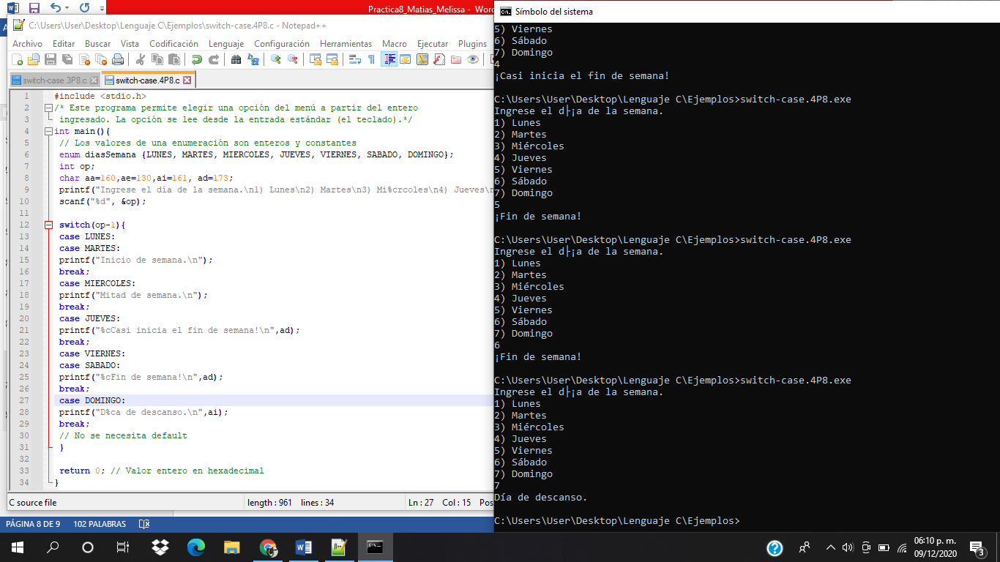 Practica8_Matias_Melissa - Word
C:\Users\User\Desktop\Lenguaje C\Ejemplos\switch-case.4P8.c - Notepad++
Archivo Editar Buscar Vista Codificación Lenguaje Configuración Herramientas Macro Ejecutar Plugins
switch-case.3P8.c switch-case.4P8.c
1 #include <stdio.h>
2 /* Este programa permite elegir una opción del menú a partir del entero
3 ingresado. La opción se lee desde la entrada estándar (el teclado).*/
4 int main(){
5 // Los valores de una enumeración son enteros y constantes
6 enum diasSemana {LUNES, MARTES, MIERCOLES, JUEVES, VIERNES, SABADO, DOMINGO};
7 int op;
8 char aa=160,ae=130,ai=161, ad=173;
9 printf("Ingrese el día de la semana.\n1) Lunes\n2) Martes\n3) Mi%crcoles\n4) Jueves\n
10 scanf("%d", &op);
11
12 switch(op-1){
13 case LUNES:
14 case MARTES:
15 printf("Inicio de semana.\n");
16 break;
17 case MIERCOLES:
18 printf("Mitad de semana.\n");
19 break;
20 case JUEVES:
21 printf("%cCasi inicia el fin de semana!\n",ad);
22 break;
23 case VIERNES:
24 case SABADO:
25 printf("%cFin de semana!\n",ad);
26 break;
27 case DOMINGO:
28 printf("D%ca de descanso.\n",ai);
29 break;
30 // No se necesita default
31 }
32
33 return 0; // Valor entero en hexadecimal
34 }
C source file length : 961 lines : 34 Ln : 27 Col : 15 Pos
PÁGINA 8 DE 9 102 PALABRAS
Símbolo del sistema
5) Viernes
6) Sábado
7) Domingo
4
¡Casi inicia el fin de semana!
C:\Users\User\Desktop\Lenguaje C\Ejemplos>switch-case.4P8.exe
Ingrese el d├¡a de la semana.
1) Lunes
2) Martes
3) Miércoles
4) Jueves
5) Viernes
6) Sábado
7) Domingo
5
¡Fin de semana!
C:\Users\User\Desktop\Lenguaje C\Ejemplos>switch-case.4P8.exe
Ingrese el d├¡a de la semana.
1) Lunes
2) Martes
3) Miércoles
4) Jueves
5) Viernes
6) Sábado
7) Domingo
6
¡Fin de semana!
C:\Users\User\Desktop\Lenguaje C\Ejemplos>switch-case.4P8.exe
Ingrese el d├¡a de la semana.
1) Lunes
2) Martes
3) Miércoles
4) Jueves
5) Viernes
6) Sábado
7) Domingo
7
Día de descanso.
C:\Users\User\Desktop\Lenguaje C\Ejemplos>
06:10 p. m.
09/12/2020
3